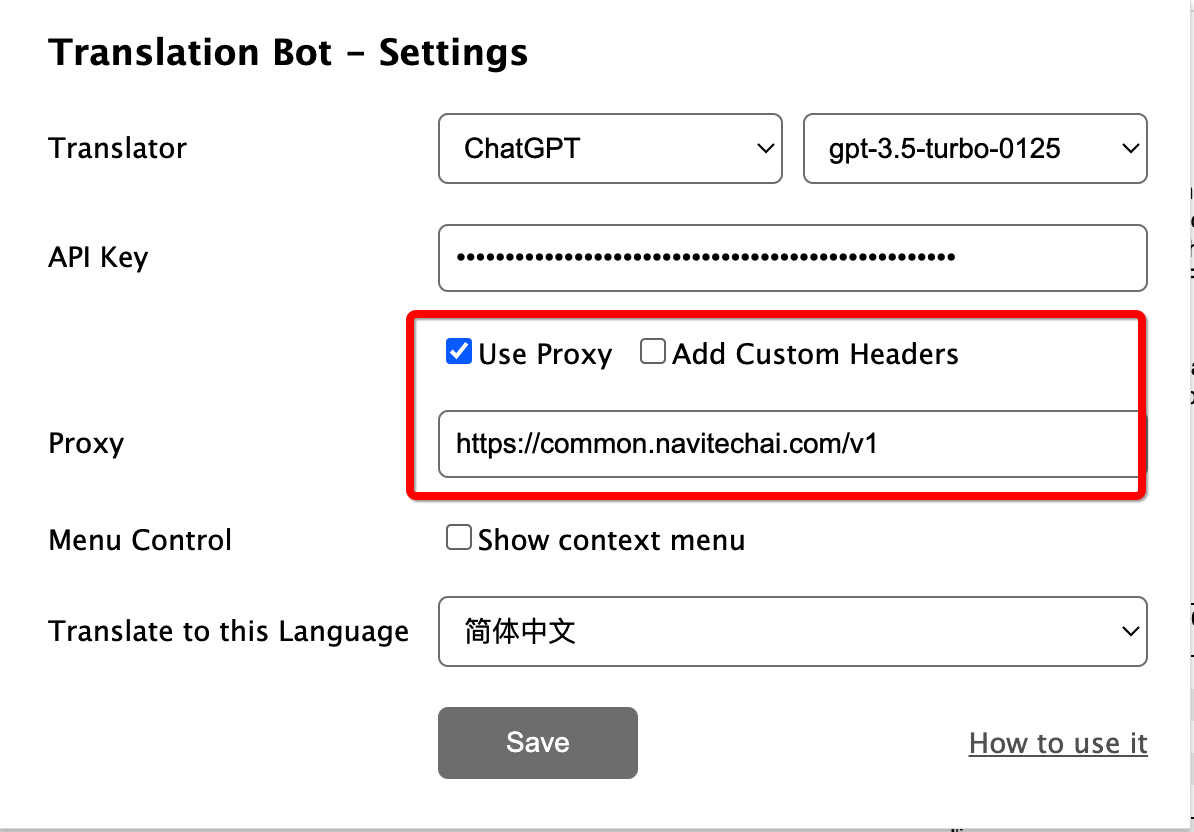 Translation Bot – Settings
Translator ChatGPT gpt-3.5-turbo-0125
API Key ••••••••••••••••••••••••••••••••••••••••••••••••••••
Use Proxy Add Custom Headers
Proxy https://common.navitechai.com/v1
Menu Control Show context menu
Translate to this Language 简体中文
Save How to use it